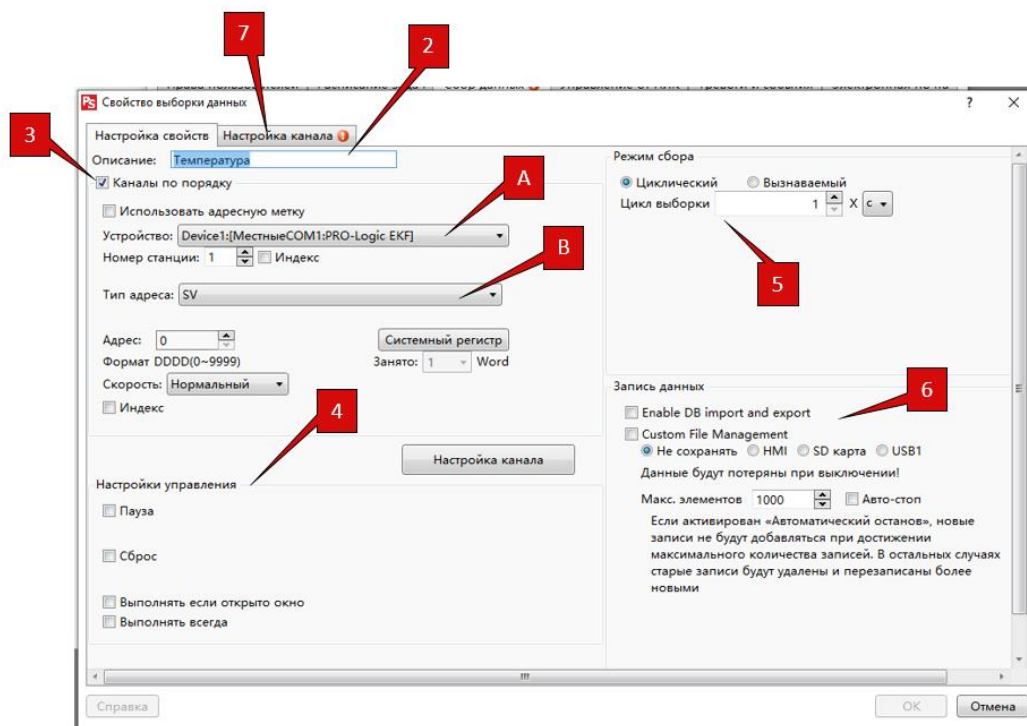 7
2
Свойство выборки данных
? X
3
Настройка свойств Настройка канала
Описание: Температура
Каналы по порядку
A
Использовать адресную метку
Устройство: Device1:[МестныеCOM1:PRO-Logic EKF]
Номер станции: 1 Индекс
B
Тип адреса: SV
Адрес: 0 Системный регистр
Формат DDDD(0~9999) Занято: 1 Word
Скорость: Нормальный
Индекс
4
Настройка канала
Настройки управления
Пауза
Сброс
Выполнять если открыто окно
Выполнять всегда
Режим сбора
Циклический Вызнаваемый
Цикл выборки 1 X с
5
Запись данных
6
Enable DB import and export
Custom File Management
Не сохранять HMI SD карта USB1
Данные будут потеряны при выключении!
Макс. элементов 1000 Авто-стоп
Если активирован «Автоматический останов», новые
записи не будут добавляться при достижении
максимального количества записей. В остальных случаях
старые записи будут удалены и перезаписаны более
новыми
Справка OK Отмена